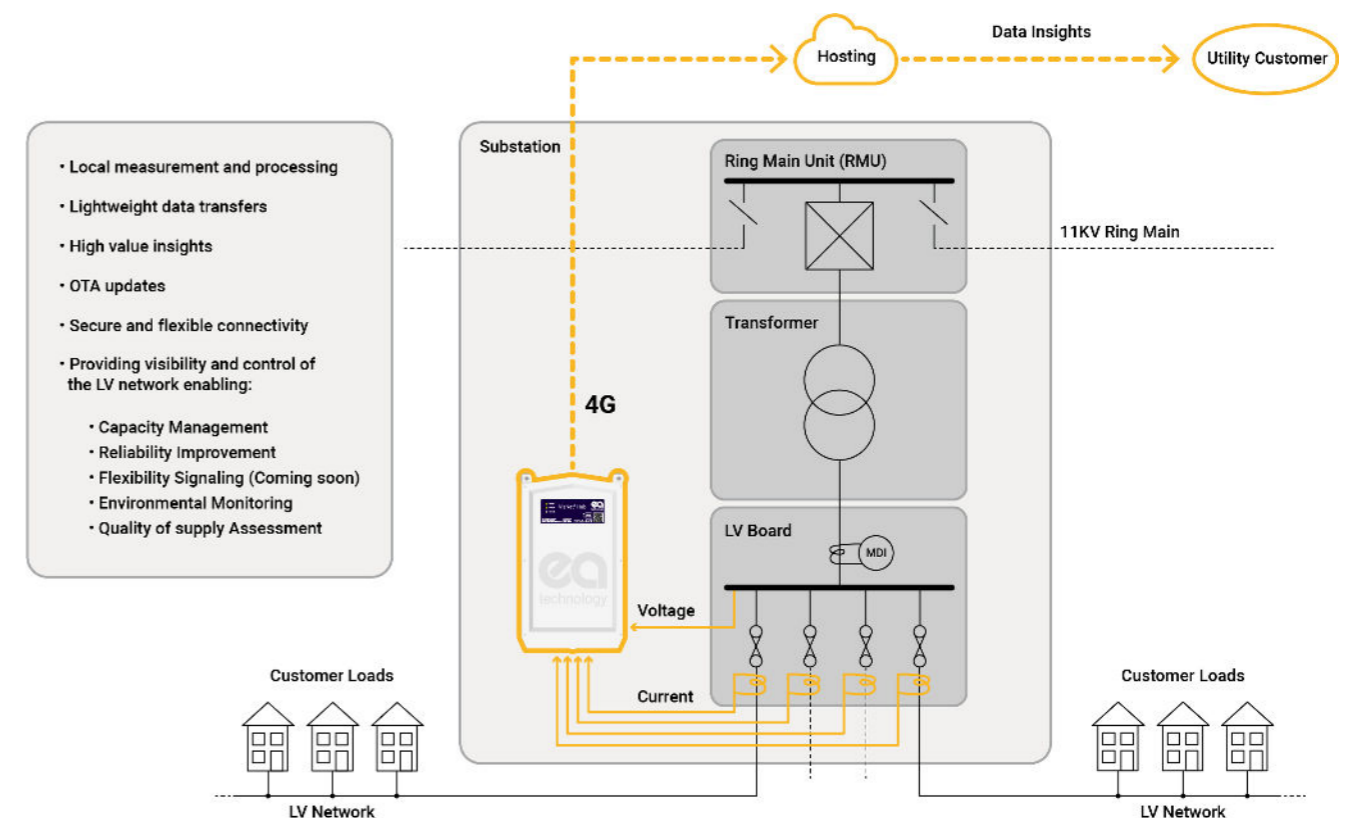 Data Insights
Hosting
Utility Customer
• Local measurement and processing
• Lightweight data transfers
• High value insights
• OTA updates
• Secure and flexible connectivity
• Providing visibility and control of
the LV network enabling:
• Capacity Management
• Reliability Improvement
• Flexibility Signaling (Coming soon)
• Environmental Monitoring
• Quality of supply Assessment
Substation
Ring Main Unit (RMU)
11KV Ring Main
Transformer
4G
LV Board
MDI
ea
technology
Voltage
Current
Customer Loads
LV Network
Customer Loads
LV Network